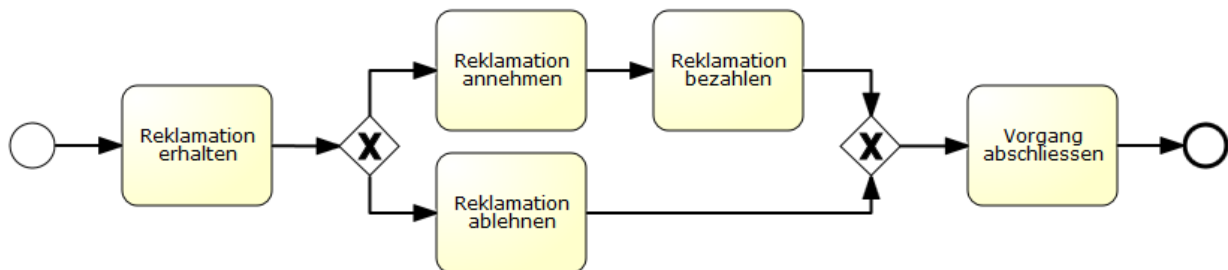 Reklamation
erhalten
X
Reklamation
annehmen
Reklamation
bezahlen
Reklamation
ablehnen
X
Vorgang
abschliessen